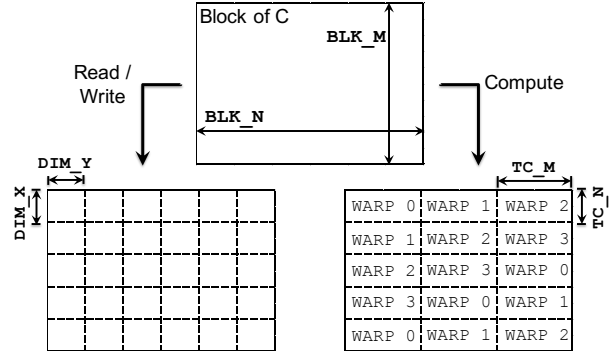 Block of C
BLK_M
Read /
Write
Compute
BLK_N
DIM_Y
TC_M
DIM_X
TC_N
WARP 0 WARP 1 WARP 2
WARP 1 WARP 2 WARP 3
WARP 2 WARP 3 WARP 0
WARP 3 WARP 0 WARP 1
WARP 0 WARP 1 WARP 2